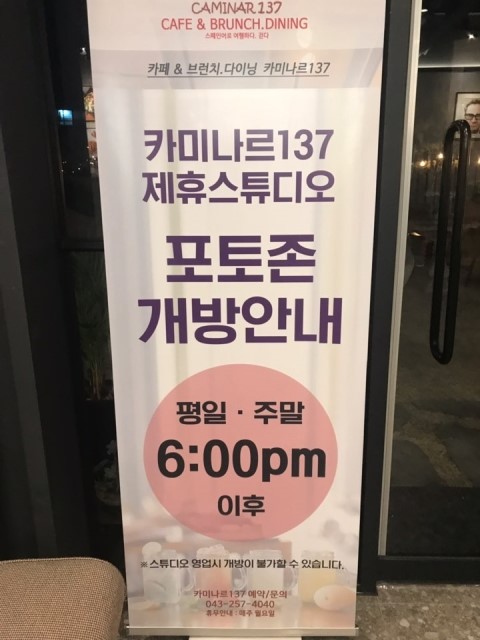 CAMINAR 137
CAFE & BRUNCH.DINING
스페인어로 여행하다, 걷다
카페 & 브런치.다이닝 카미나르137
카미나르137
제휴스튜디오
포토존
개방안내
평일 · 주말
6:00pm
이후
※ 스튜디오 영업시 개방이 불가할 수 있습니다.
카미나르137 예약/문의
043-257-4040
휴무안내 : 매주 월요일